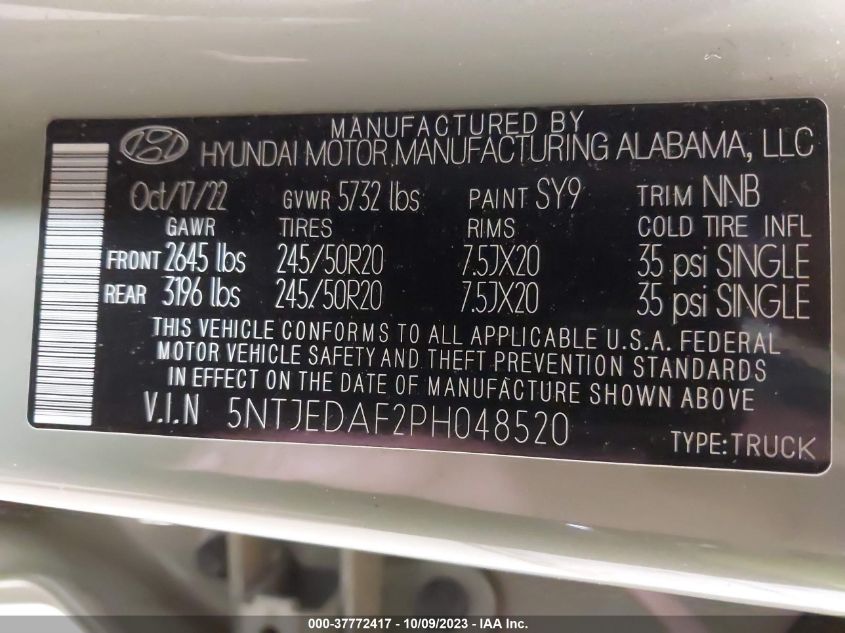 MANUFACTURED BY
HYUNDAI MOTOR MANUFACTURING ALABAMA, LLC
Oct/17/22 GVWR 5732 lbs PAINT SY9 TRIM NNB
GAWR TIRES RIMS COLD TIRE INFL
FRONT 2645 lbs 245/50R20 7.5JX20 35 psi SINGLE
REAR 3196 lbs 245/50R20 7.5JX20 35 psi SINGLE
THIS VEHICLE CONFORMS TO ALL APPLICABLE U.S.A. FEDERAL
MOTOR VEHICLE SAFETY AND THEFT PREVENTION STANDARDS
IN EFFECT ON THE DATE OF MANUFACTURE SHOWN ABOVE
V.I.N 5NTJEDAF2PH048520
TYPE:TRUCK
000-37772417 - 10/09/2023 - IAA Inc.